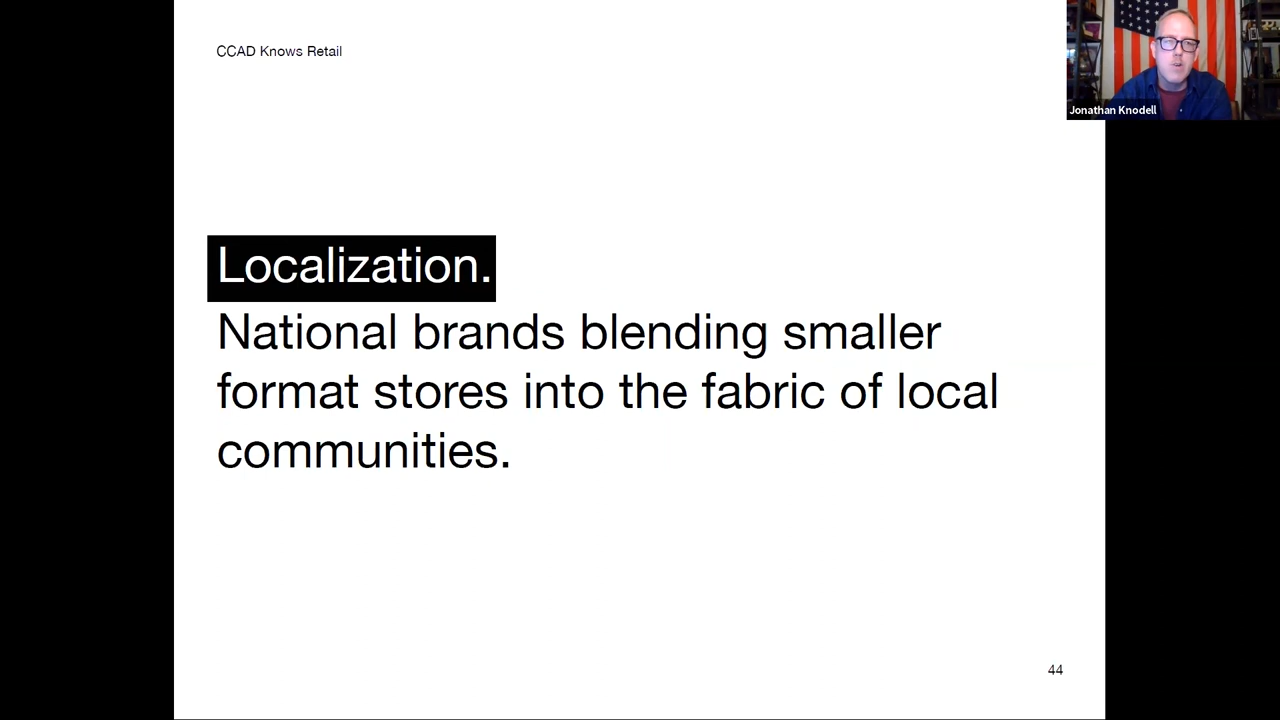 CCAD Knows Retail
Jonathan Knodell
Localization.
National brands blending smaller
format stores into the fabric of local
communities.
44